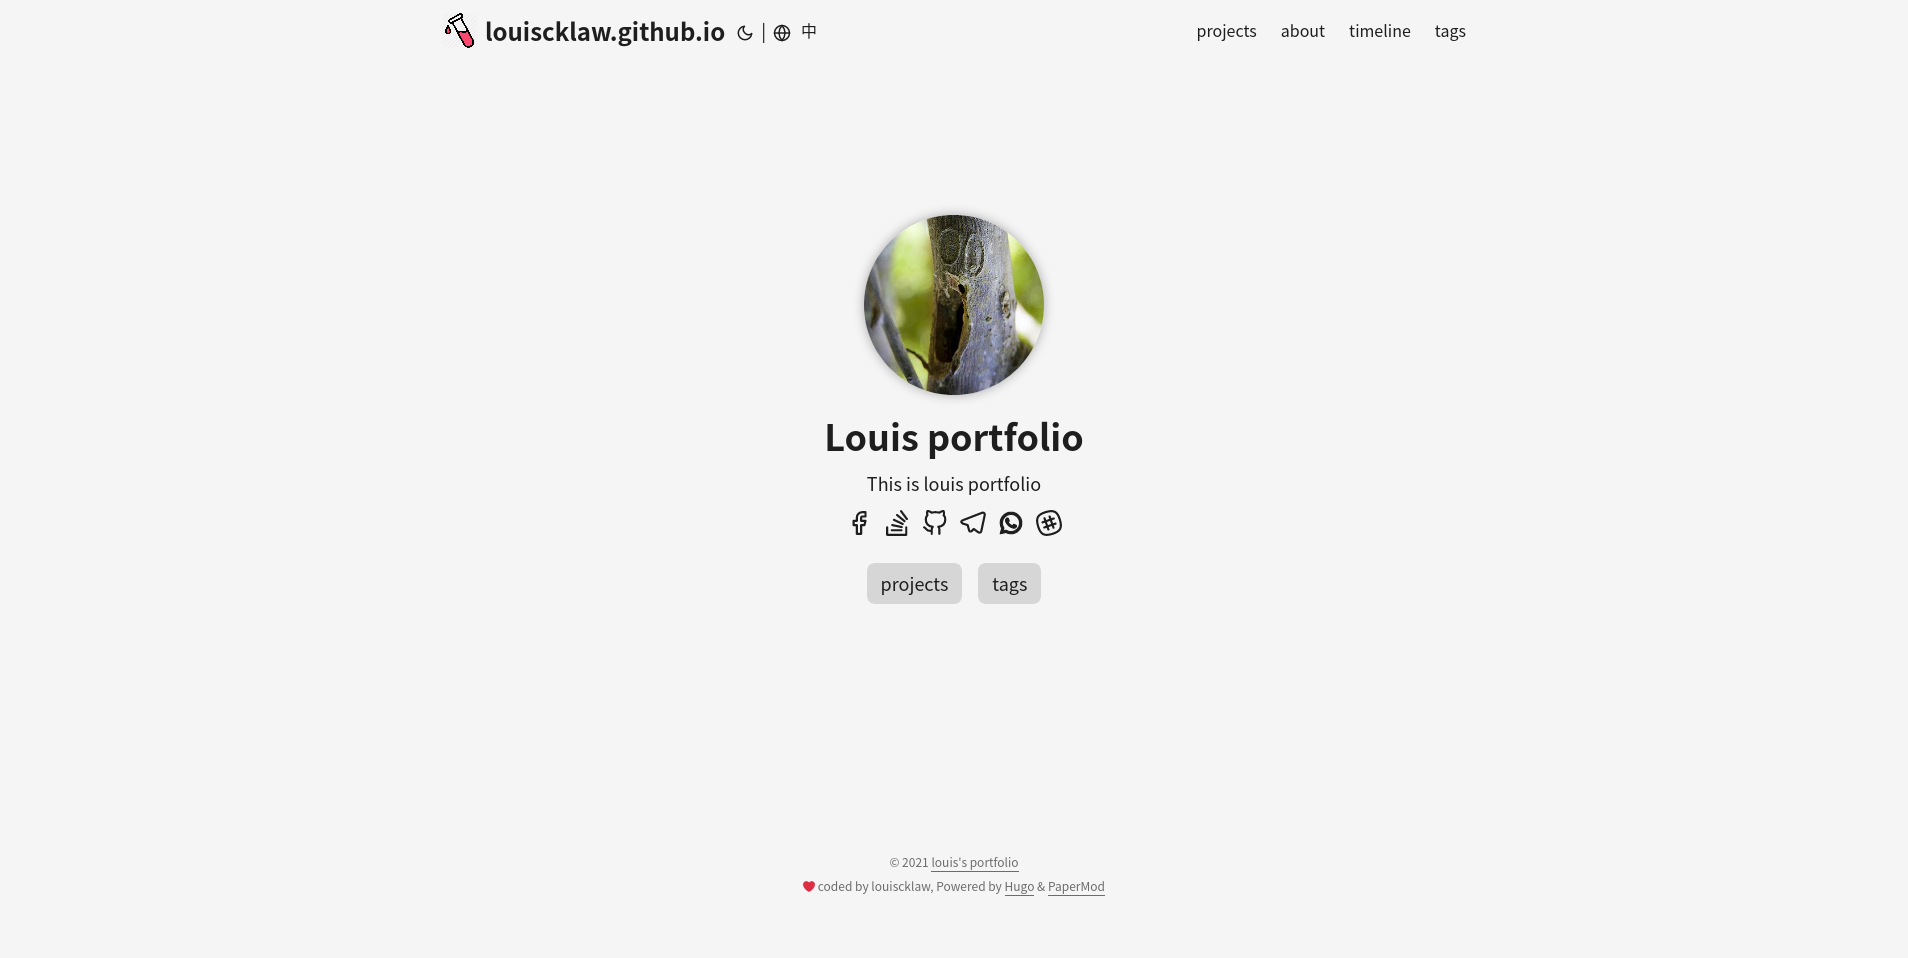 louiscklaw.github.io | 中 projects about timeline tags
Louis portfolio
This is louis portfolio
projects tags
© 2021 louis's portfolio
coded by louiscklaw, Powered by Hugo & PaperMod